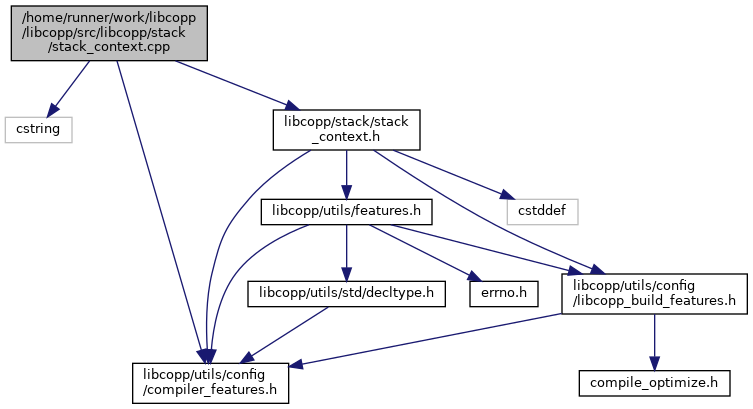 /home/runner/work/libcopp
/libcopp/src/libcopp/stack
/stack_context.cpp
cstring
libcopp/stack/stack
_context.h
libcopp/utils/features.h
cstddef
libcopp/utils/std/decltype.h
errno.h
libcopp/utils/config
/libcopp_build_features.h
libcopp/utils/config
/compiler_features.h
compile_optimize.h